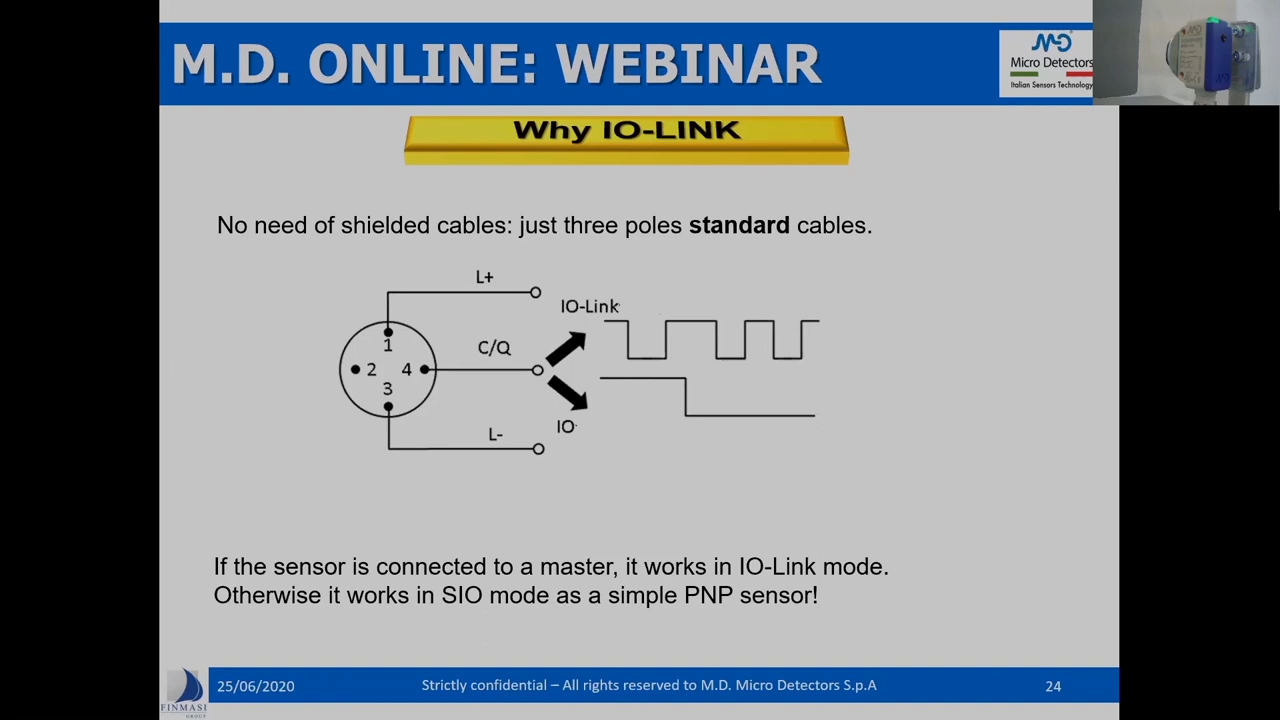 M.D. ONLINE: WEBINAR
Micro Detectors
Italian Sensors Technology
Why IO-LINK
No need of shielded cables: just three poles standard cables.
L+
IO-Link
1
C/Q
2 4
3
IO
L-
If the sensor is connected to a master, it works in IO-Link mode.
Otherwise it works in SIO mode as a simple PNP sensor!
FINMASI
GROUP
25/06/2020
Strictly confidential – All rights reserved to M.D. Micro Detectors S.p.A
24